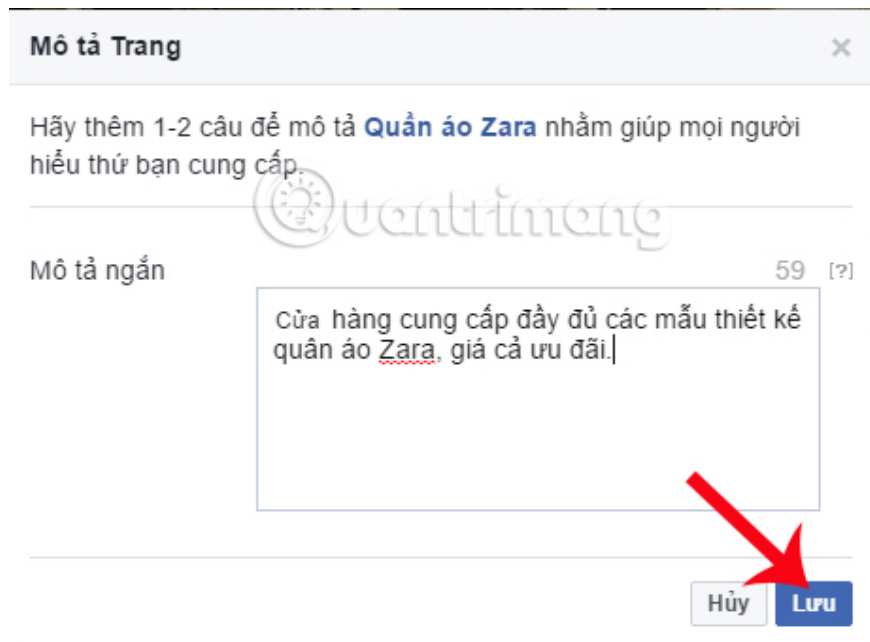 Mô tả Trang
Hãy thêm 1-2 câu để mô tả Quần áo Zara nhằm giúp mọi người
hiểu thứ bạn cung cấp.
Quantrimang
Mô tả ngắn
59 [?]
Cửa hàng cung cấp đầy đủ các mẫu thiết kế
quân áo Zara, giá cả ưu đãi.
Hủy
Lưu